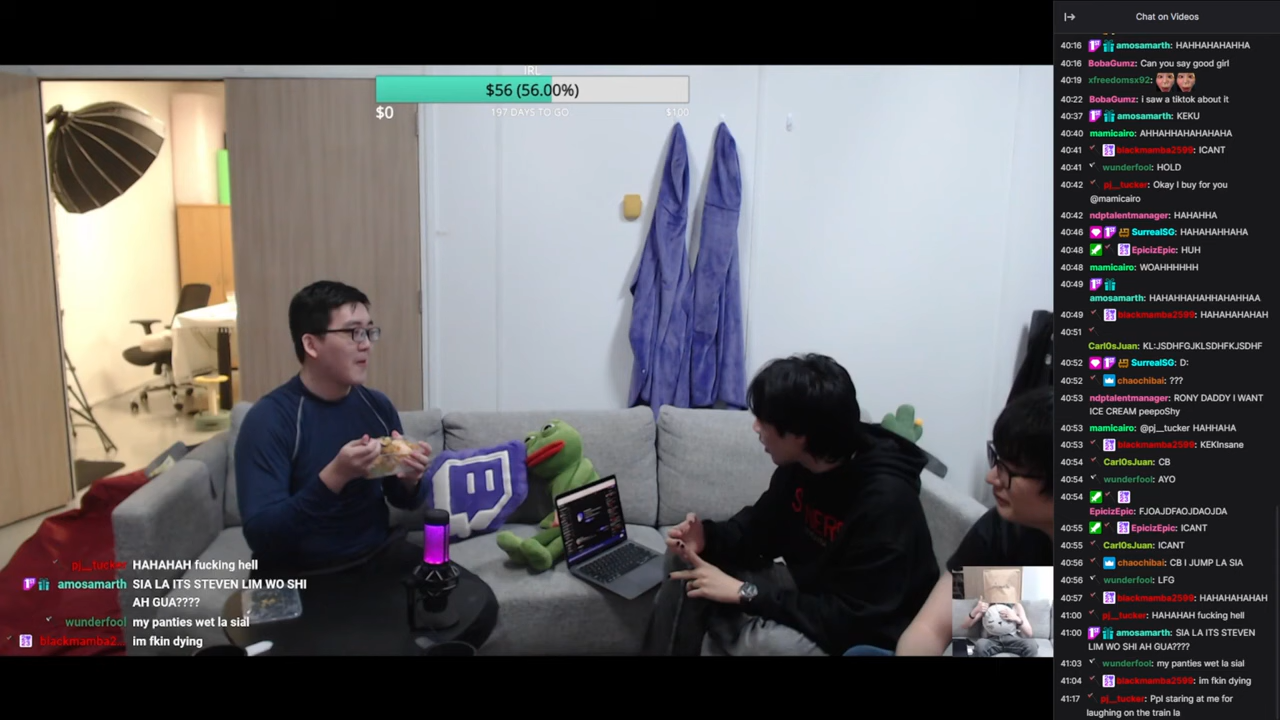 IRL
$56 (56.00%)
$0
197 DAYS TO GO
$100
pj__tucker: HAHAHAH fucking hell
amosamarth: SIA LA ITS STEVEN LIM WO SHI
AH GUA????
wunderfool: my panties wet la sial
blackmamba2... im fkin dying
Chat on Videos
40:16 amosamarth: HAHHAHAHAHHA
40:16 BobaGumz: Can you say good girl
40:19 xfreedomsx92:
40:22 BobaGumz: i saw a tiktok about it
40:37 amosamarth: KEKU
40:40 mamicairo: AHHAHHAHAHAHAHA
40:41 blackmamba2599: ICANT
40:41 wunderfool: HOLD
40:42 pj__tucker: Okay I buy for you
@mamicairo
40:42 ndptalentmanager: HAHAHHA
40:46 SurrealSG: HAHAHAHHAHA
40:48 EpicizEpic: HUH
40:48 mamicairo: WOAHHHHHH
40:49
amosamarth: HAHAHHAHAHHAHAHHAA
40:49 blackmamba2599: HAHAHAHAHAH
40:51
Carl0sJuan: KL:JSDHFGJKLSDHFKJSDHF
40:52 SurrealSG: D:
40:52 chaochibai: ???
40:53 ndptalentmanager: RONY DADDY I WANT
ICE CREAM peepoShy
40:53 mamicairo: @pj__tucker HAHHAHA
40:53 blackmamba2599: KEKInsane
40:54 Carl0sJuan: CB
40:54 wunderfool: AYO
40:54
EpicizEpic: FJOAJDFAOJDAOJDA
40:55 EpicizEpic: ICANT
40:55 Carl0sJuan: ICANT
40:56 chaochibai: CB I JUMP LA SIA
40:56 wunderfool: LFG
40:57 blackmamba2599: HAHAHAHAHAH
41:00 pj__tucker: HAHAHAH fucking hell
41:00 amosamarth: SIA LA ITS STEVEN
LIM WO SHI AH GUA????
41:03 wunderfool: my panties wet la sial
41:04 blackmamba2599: im fkin dying
41:17 pj__tucker: Ppl staring at me for
laughing on the train la